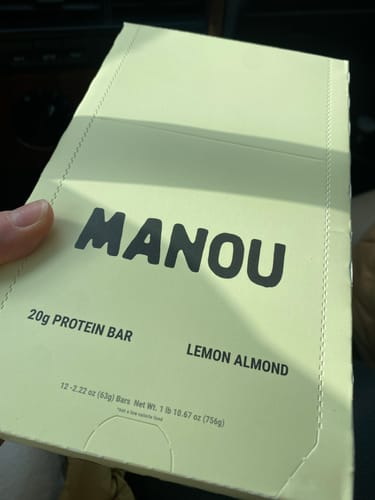 MANOU
20g PROTEIN BAR
LEMON ALMOND
12 -2.22 oz (63g) Bars Net Wt. 1 lb 10.67 oz (756g)
*Not a low calorie food